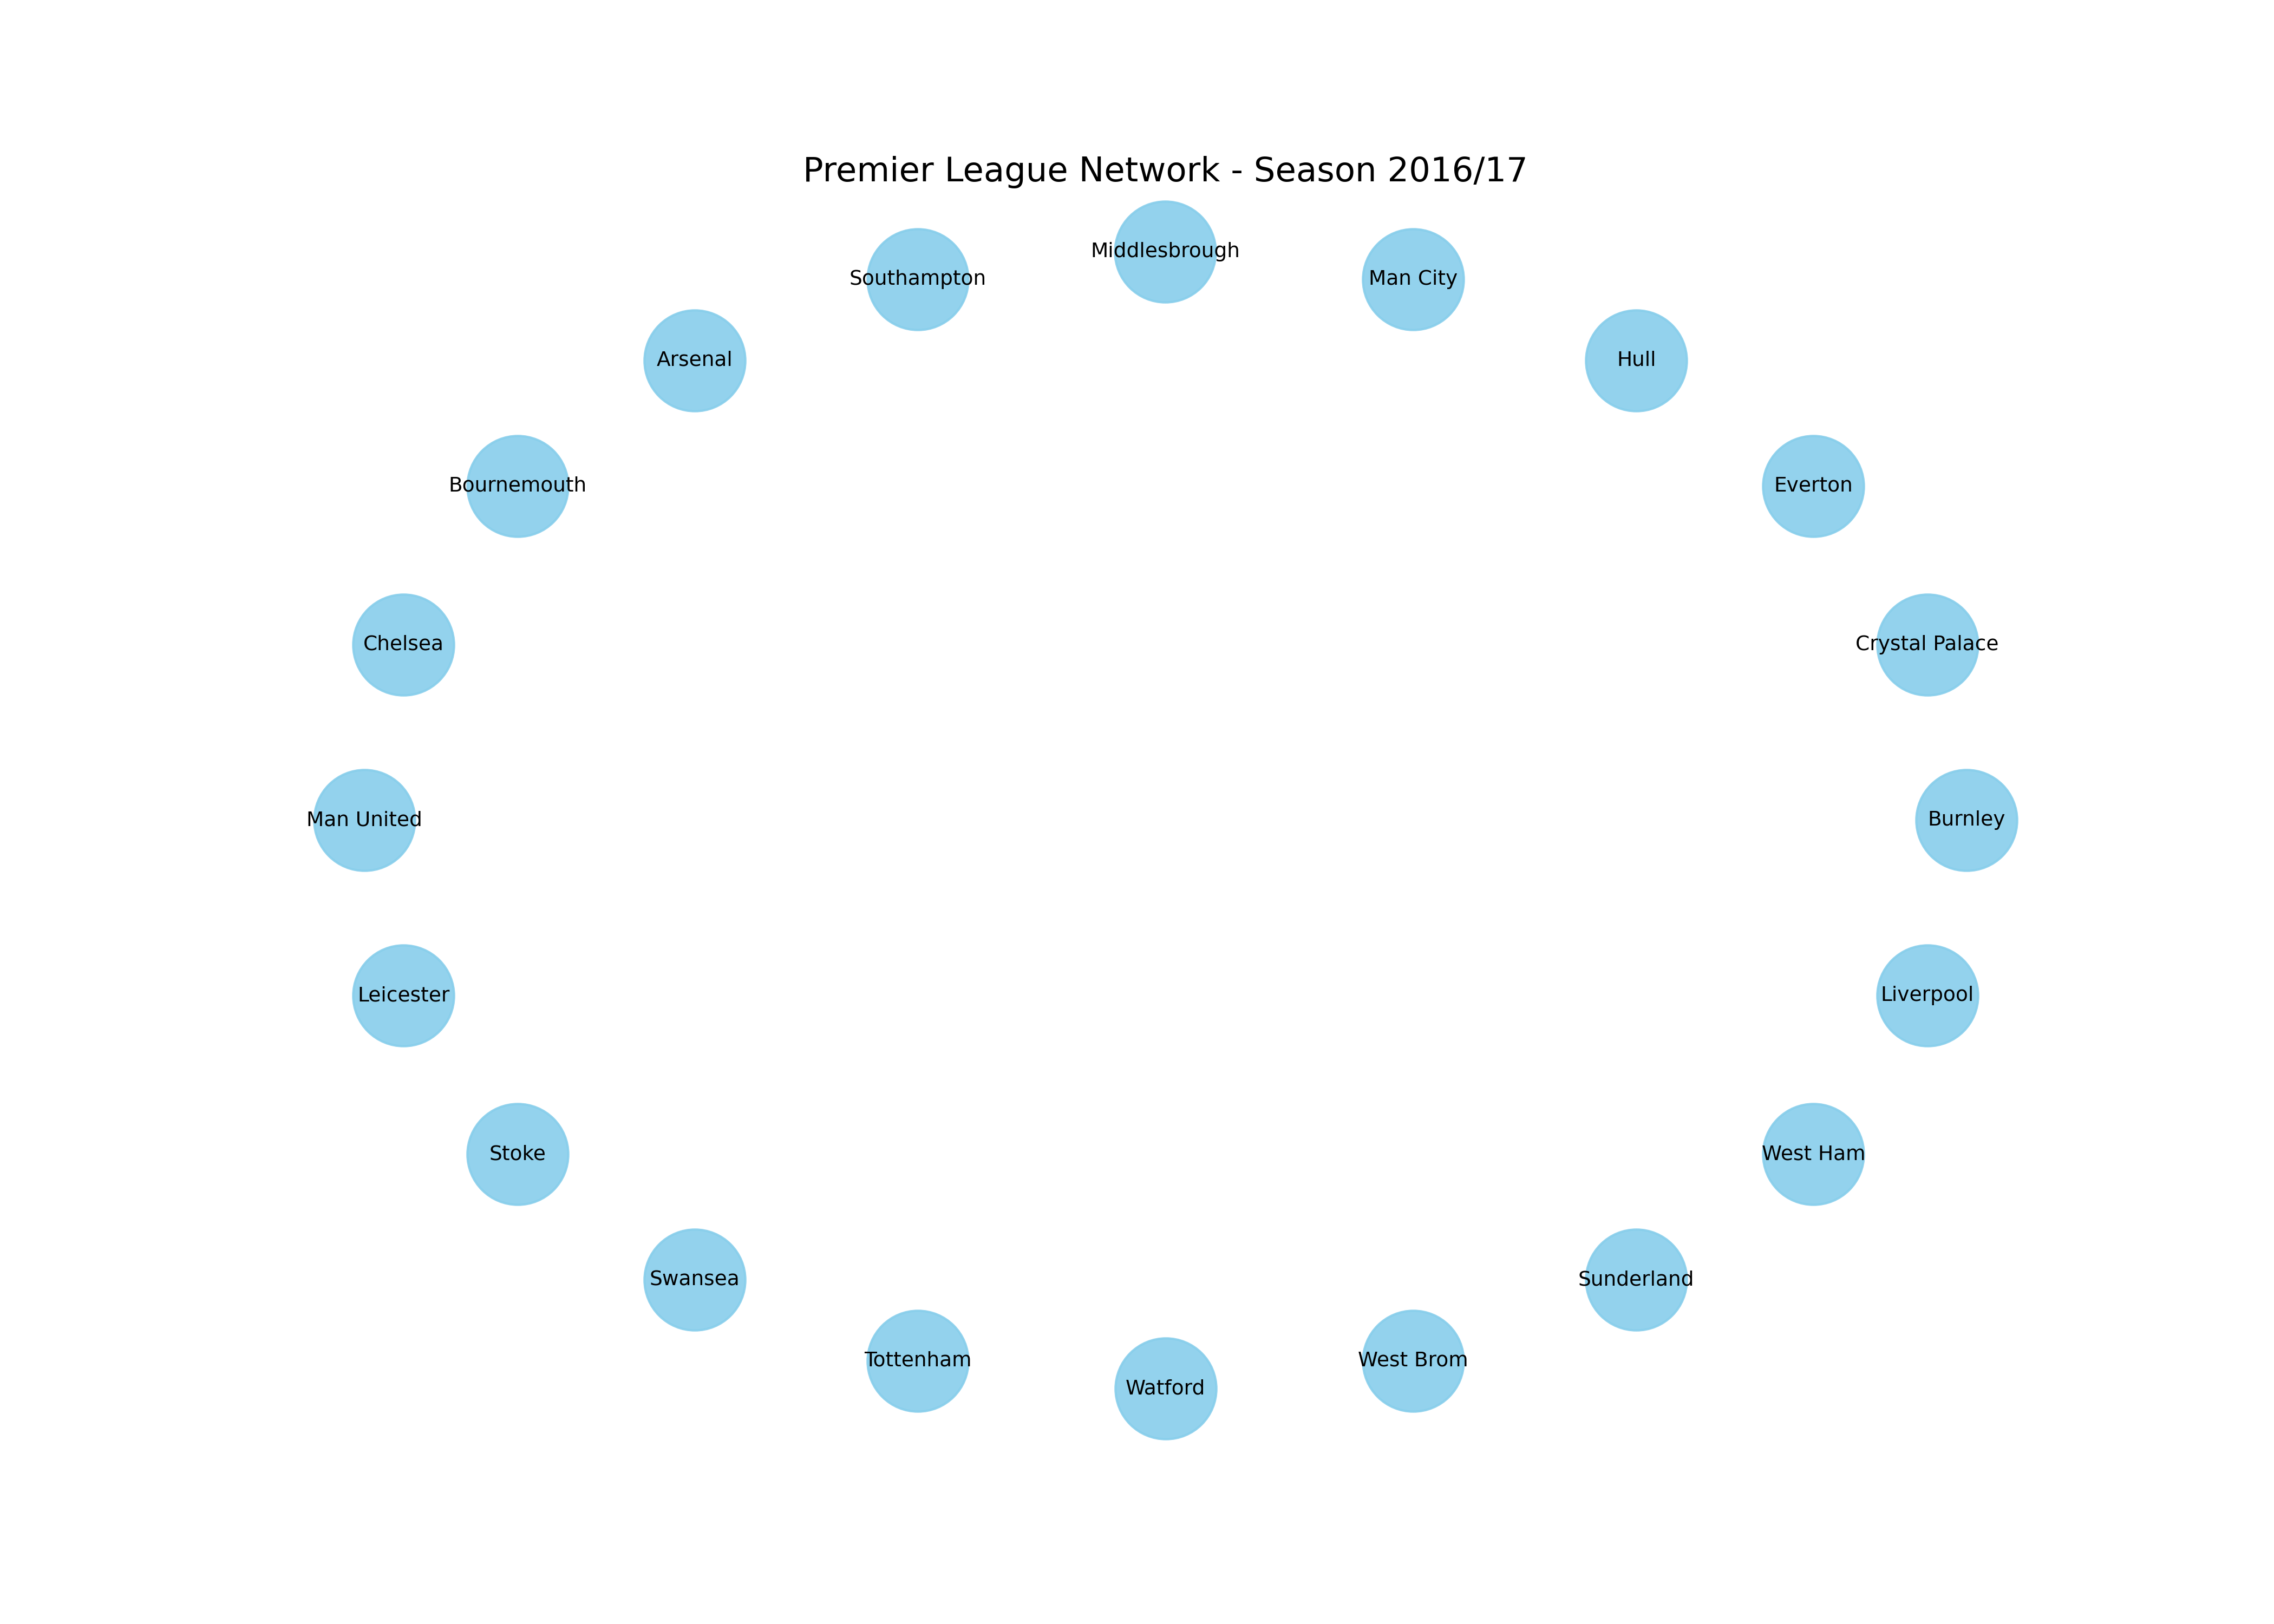 Premier League Network - Season 2016/17
Middlesbrough
Southampton
Man City
Arsenal
Hull
Bournemouth
Everton
Chelsea
Crystal Palace
Man United
Burnley
Leicester
Liverpool
Stoke
West Ham
Swansea
Sunderland
Tottenham
West Brom
Watford